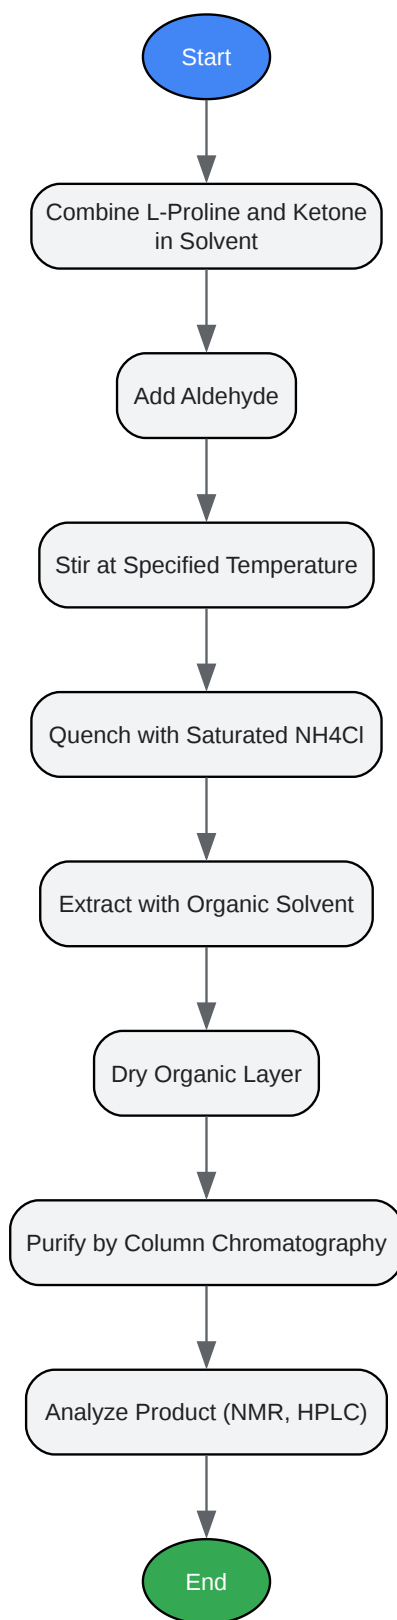 Start
Combine L-Proline and Ketone
in Solvent
Add Aldehyde
Stir at Specified Temperature
Quench with Saturated NH4Cl
Extract with Organic Solvent
Dry Organic Layer
Purify by Column Chromatography
Analyze Product (NMR, HPLC)
End